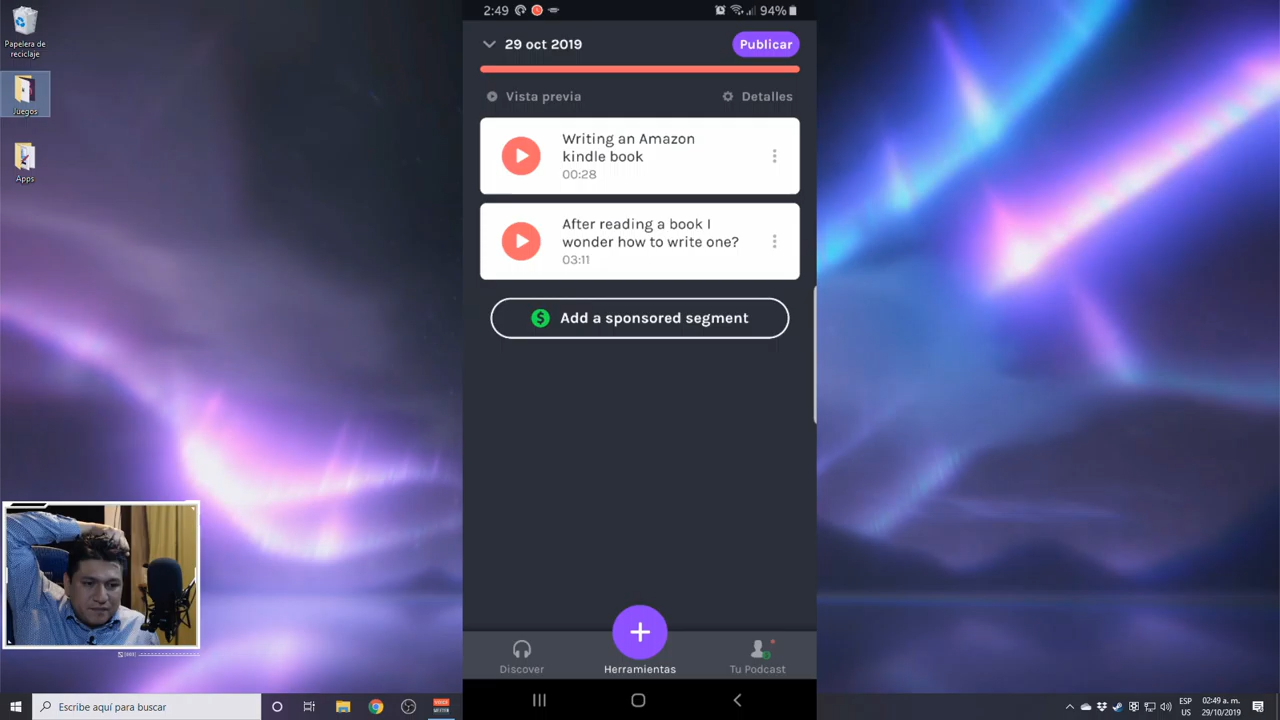 Papelera de
reciclaje
Juegos
Apps
2:49
94%
29 oct 2019
Publicar
Vista previa
Detalles
Writing an Amazon
kindle book
00:28
After reading a book I
wonder how to write one?
03:11
$ Add a sponsored segment
Discover
Herramientas
Tu Podcast
Escribe aquí para buscar
ESP
US
02:49 a. m.
29/10/2019